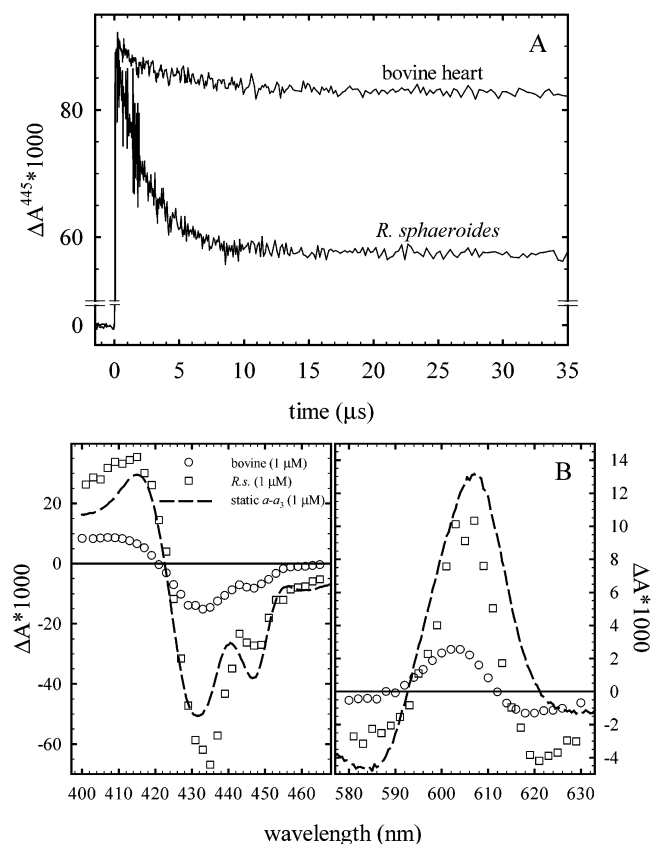 A
bovine heart
R. sphaeroides
ΔA⁴⁴⁵*1000
80
60
0
0 5 10 15 20 25 30 35
time (μs)
B
bovine (1 μM)
R.s. (1 μM)
static a-a₃ (1 μM)
ΔA*1000
20
0
-20
-40
-60
400 410 420 430 440 450 460
14
12
10
8
6
4
2
0
-2
-4
ΔA*1000
580 590 600 610 620 630
wavelength (nm)